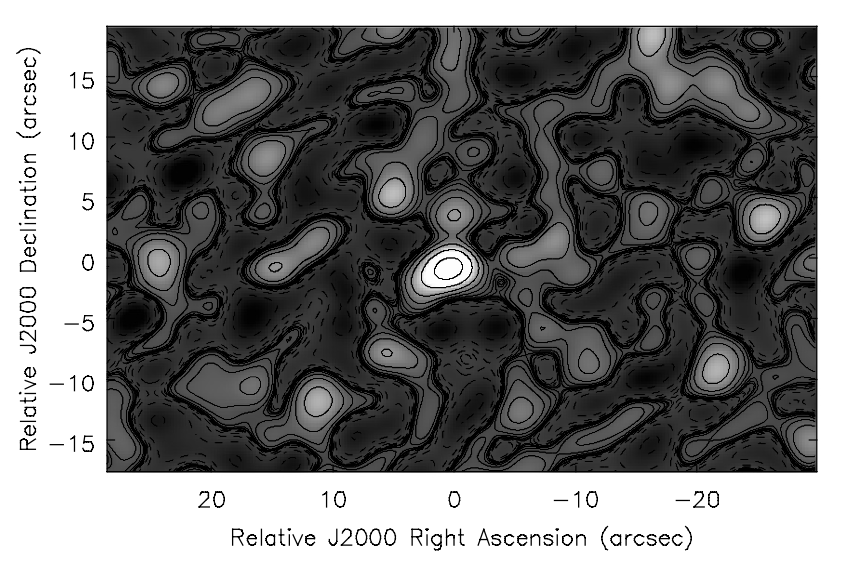 Relative J2000 Declination (arcsec)
15
10
5
0
−5
−10
−15
20 10 0 −10 −20
Relative J2000 Right Ascension (arcsec)